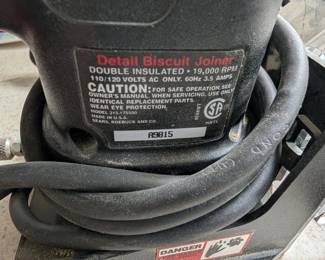 Detail Biscuit Joiner
DOUBLE INSULATED • 19,000 RPM
110/120 VOLTS AC ONLY. 60Hz 3.5 AMPS
CAUTION: FOR SAFE OPERATION, SEE
OWNER'S MANUAL. WHEN SERVICING, USE ONLY
IDENTICAL REPLACEMENT PARTS.
WEAR EYE PROTECTION.
MADE IN U.S.A.
SEARS, ROEBUCK AND CO.
A9815
DANGER